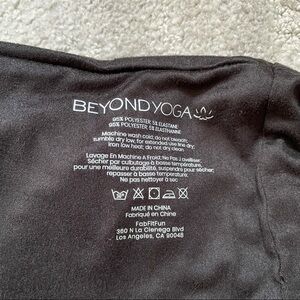 BEYOND YOGA
95% POLYESTER, 5% ELASTANE
95% POLYESTER, 5% ÉLASTHANNE
Machine wash cold; do not bleach;
tumble dry low, for extended use line dry;
iron low heat; do not dry clean.
Lavage En Machine A Froid; Ne Pas Javelliser.
Sécher par culbutage à basse température;
pour une meilleure durabilité, suspendre pour sécher;
repasser à basse température.
Ne pas nettoyer à sec
MADE IN CHINA
Fabriqué en Chine
FabFitFun
360 N La Cienega Blvd
Los Angeles, CA 90048